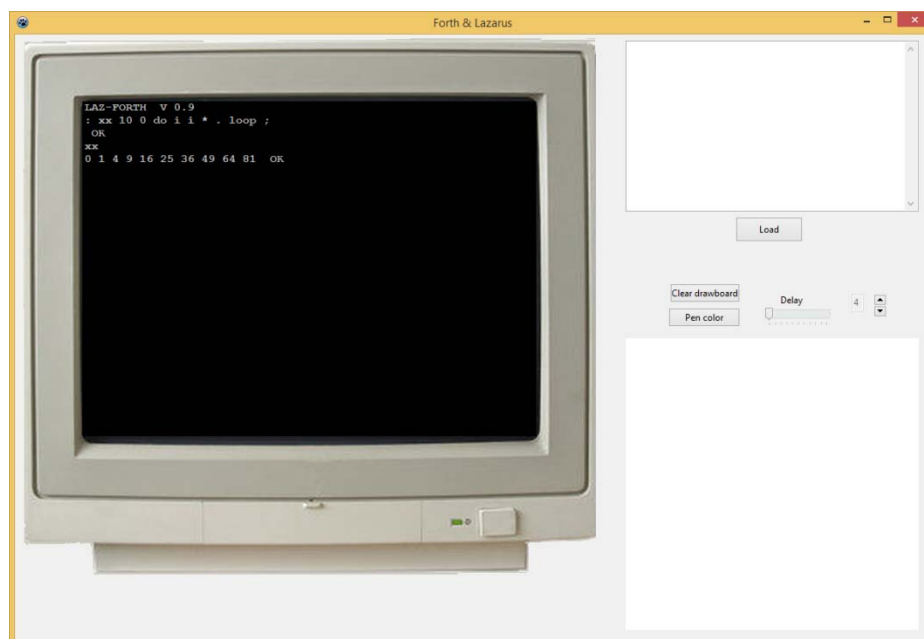 Forth & Lazarus
LAZ-FORTH V 0.9
: xx 10 0 do i i * . loop ;
OK
xx
0 1 4 9 16 25 36 49 64 81 OK
Load
Clear drawboard
Delay
4
Pen color